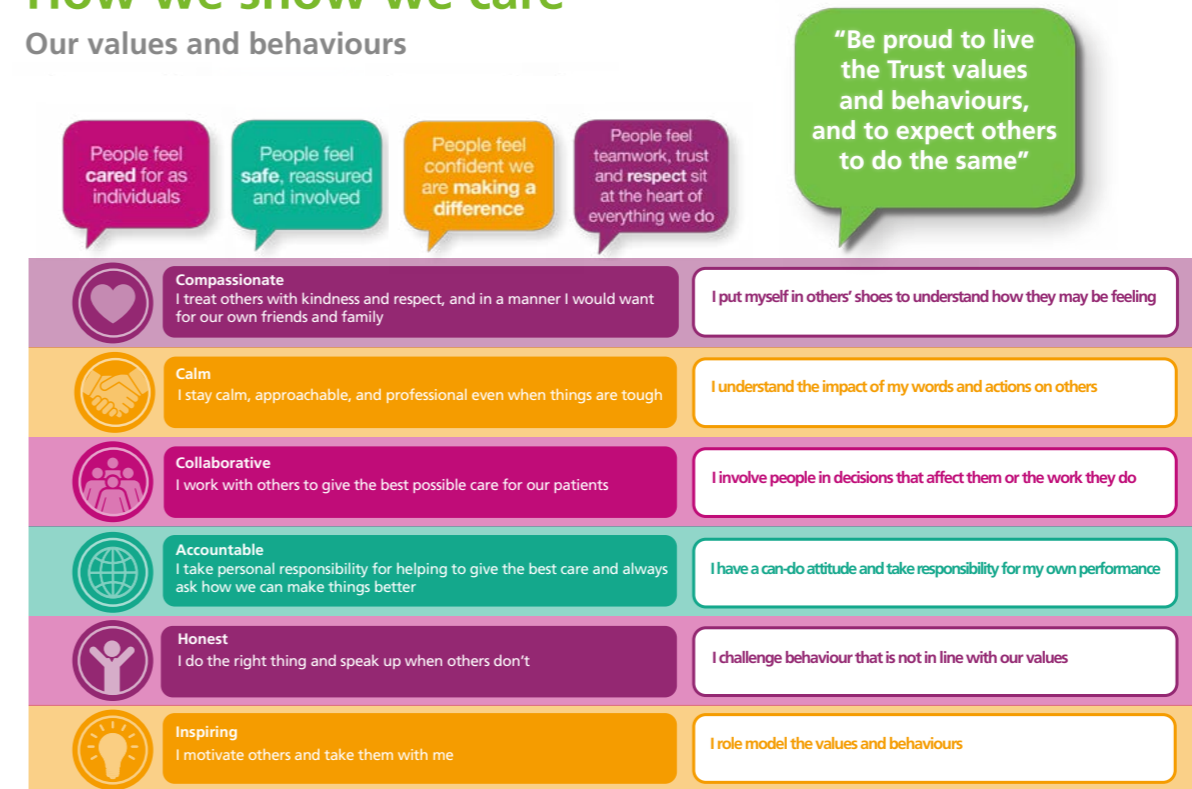 How we show we care
Our values and behaviours
“Be proud to live
the Trust values
and behaviours,
and to expect others
to do the same”
People feel
cared for as
individuals
People feel
safe, reassured
and involved
People feel
confident we
are making a
difference
People feel
teamwork, trust
and respect sit
at the heart of
everything we do
Compassionate
I treat others with kindness and respect, and in a manner I would want
for our own friends and family
I put myself in others’ shoes to understand how they may be feeling
Calm
I stay calm, approachable, and professional even when things are tough
I understand the impact of my words and actions on others
Collaborative
I work with others to give the best possible care for our patients
I involve people in decisions that affect them or the work they do
Accountable
I take personal responsibility for helping to give the best care and always
ask how we can make things better
I have a can-do attitude and take responsibility for my own performance
Honest
I do the right thing and speak up when others don’t
I challenge behaviour that is not in line with our values
Inspiring
I motivate others and take them with me
I role model the values and behaviours